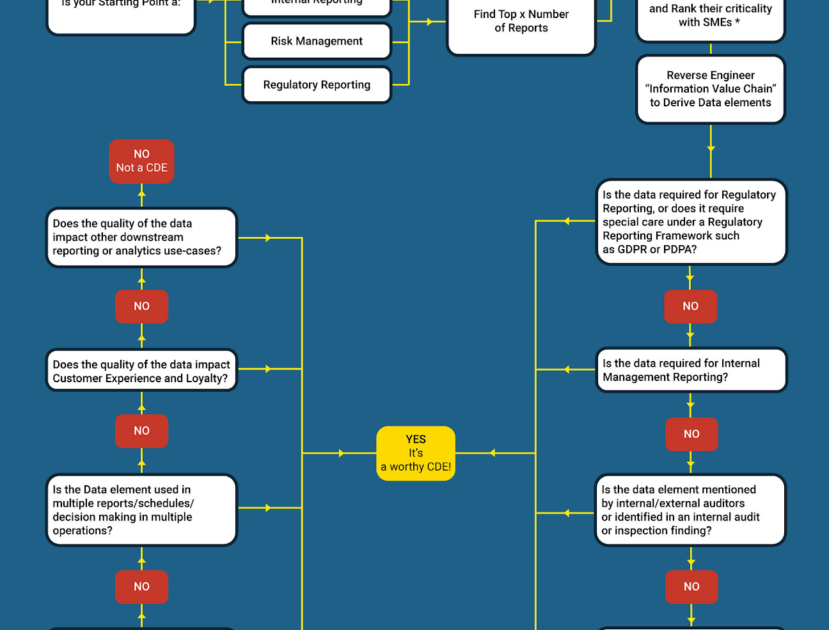 Is your Starting Point a:
Internal Reporting
Risk Management
Regulatory Reporting
Find Top x Number
of Reports
and Rank their criticality
with SMEs *
Reverse Engineer
“Information Value Chain”
to Derive Data elements
Is the data required for Regulatory
Reporting, or does it require
special care under a Regulatory
Reporting Framework such
as GDPR or PDPA?
NO
Is the data required for Internal
Management Reporting?
NO
Is the data element mentioned
by internal/external auditors
or identified in an internal audit
or inspection finding?
NO
YES
It's
a worthy CDE!
NO
Not a CDE
Does the quality of the data
impact other downstream
reporting or analytics use-cases?
NO
Does the quality of the data impact
Customer Experience and Loyalty?
NO
Is the Data element used in
multiple reports/schedules/
decision making in multiple
operations?
NO